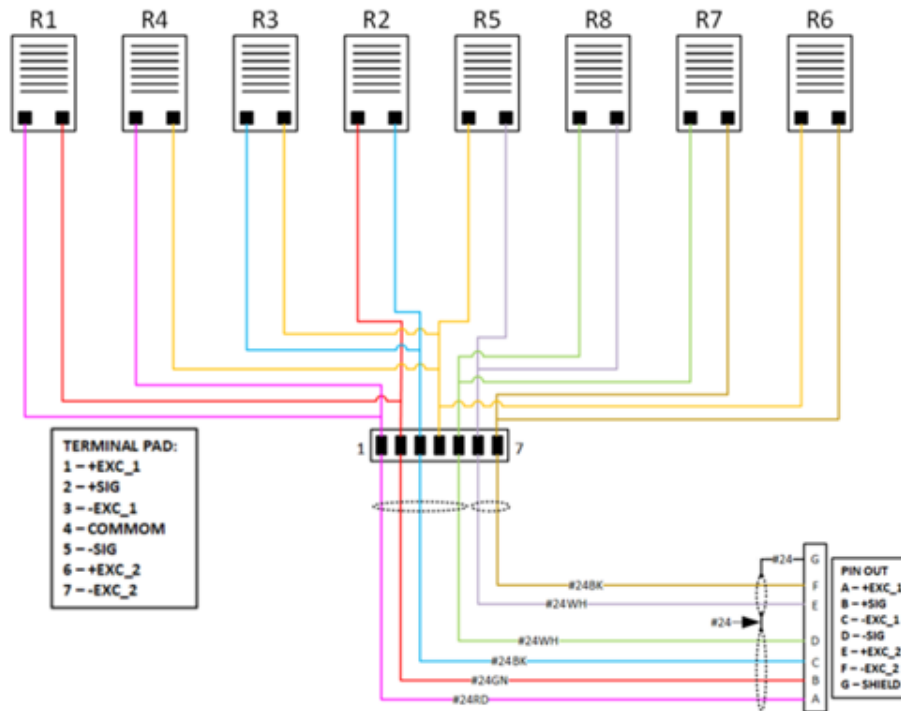 R1 R4 R3 R2 R5 R8 R7 R6
1 7
TERMINAL PAD:
1 – +EXC_1
2 – +SIG
3 – -EXC_1
4 – COMMOM
5 – -SIG
6 – +EXC_2
7 – -EXC_2
#24 G
#24BK F
#24WH E
#24
#24WH D
#24BK C
#24GN B
#24RD A
PIN OUT
A – +EXC_1
B – +SIG
C – -EXC_1
D – -SIG
E – +EXC_2
F – -EXC_2
G – SHIELD